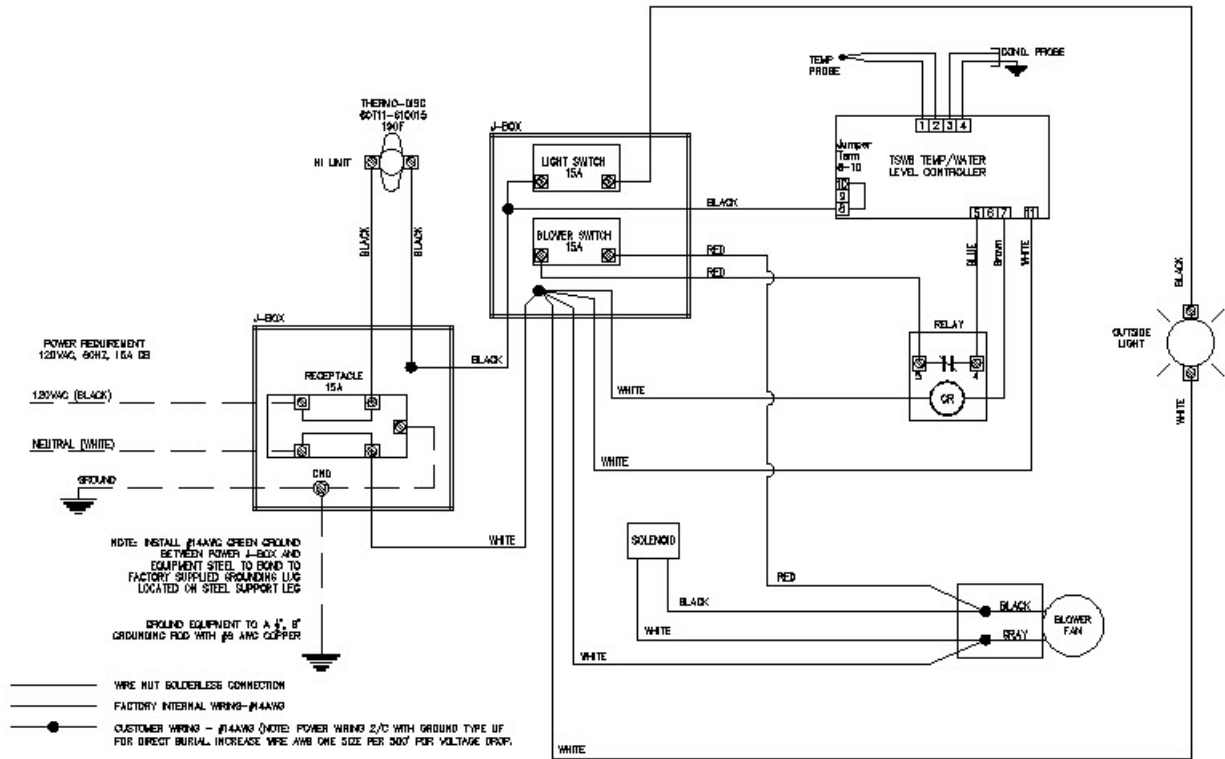 TEMP
PROBE
COND. PROBE
1 2 3 4
Jumper
Term
8-10
TSWB TEMP/WATER
LEVEL CONTROLLER
10
9
8
5 6 7 11
THERMO-DISC
60T11-610015
190F
HI LIMIT
BLACK
BLACK
J-BOX
LIGHT SWITCH
15A
BLOWER SWITCH
15A
BLACK
RED
RED
BLUE
Brown
WHITE
BLACK
OUTSIDE
LIGHT
WHITE
RELAY
5
4
CR
J-BOX
POWER REQUIREMENT
120VAC, 60HZ, 15A CB
RECEPTACLE
15A
BLACK
120VAC (BLACK)
NEUTRAL (WHITE)
GROUND
GND
WHITE
WHITE
WHITE
NOTE: INSTALL #14AWG GREEN GROUND
BETWEEN POWER J-BOX AND
EQUIPMENT STEEL TO BOND TO
FACTORY SUPPLIED GROUNDING LUG
LOCATED ON STEEL SUPPORT LEG
GROUND EQUIPMENT TO A 8'
GROUNDING ROD WITH AWG COPPER
SOLENOID
RED
BLACK
WHITE
WHITE
BLACK
GRAY
BLOWER
FAN
WIRE NUT SOLDERLESS CONNECTION
FACTORY INTERNAL WIRING-#14AWG
CUSTOMER WIRING - #14AWG (NOTE: POWER WIRING 2/C WITH GROUND TYPE UF
FOR DIRECT BURIAL. INCREASE WIRE AWG ONE SIZE PER 500' FOR VOLTAGE DROP.
WHITE